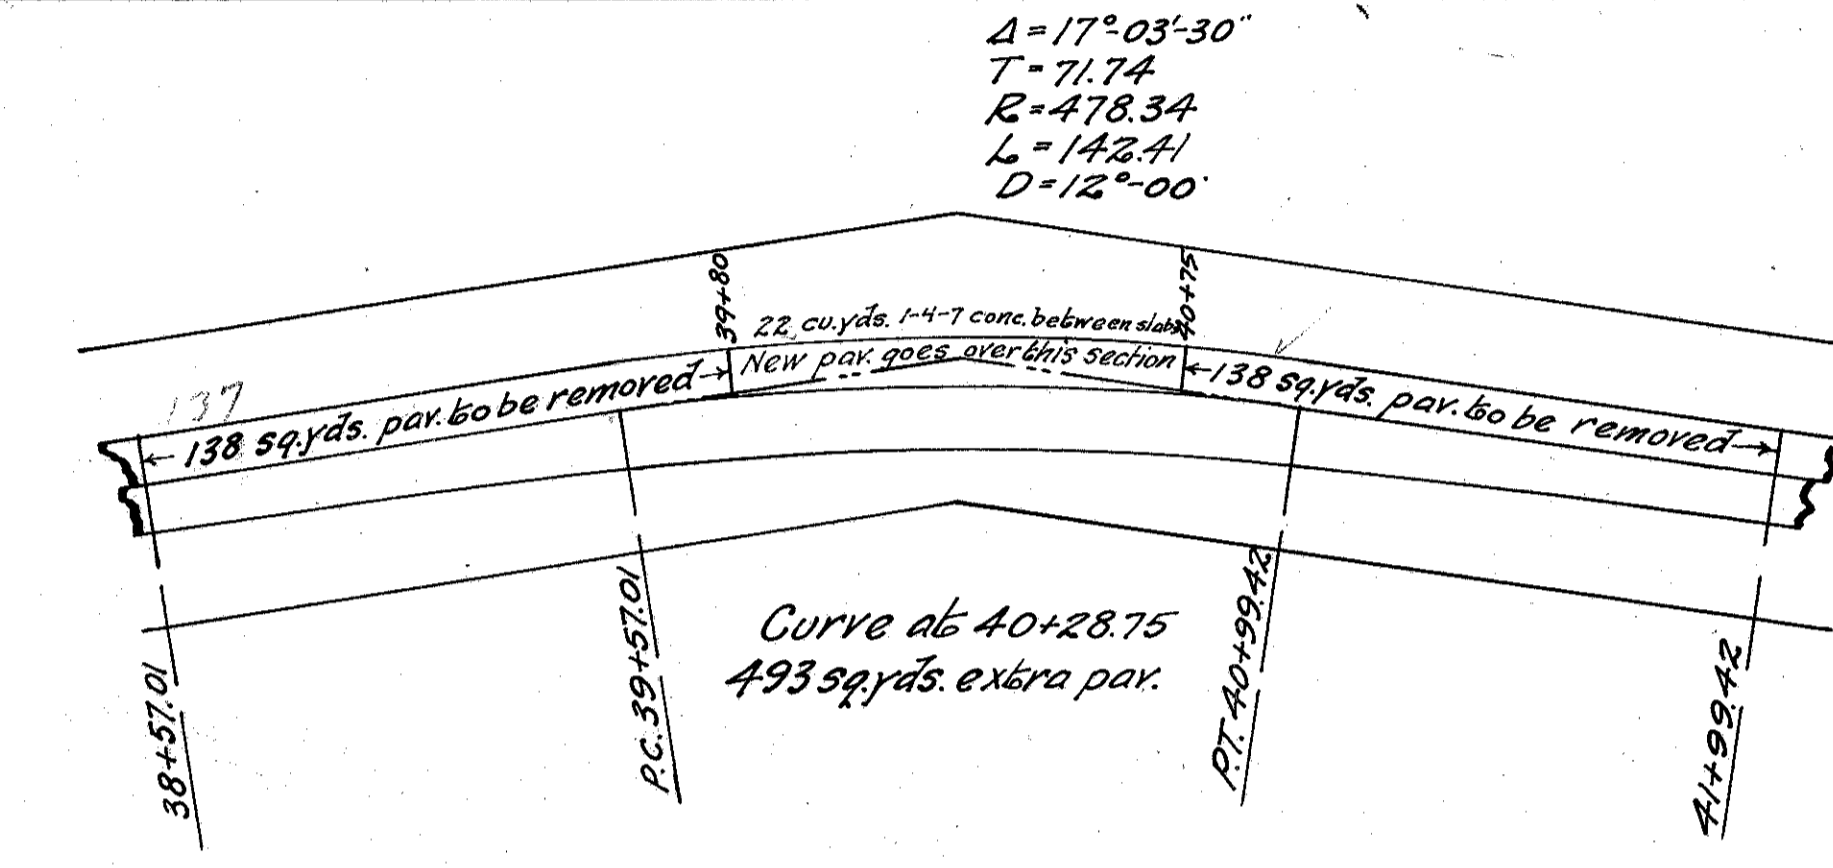 Δ = 17°-03'-30"
T = 71.74
R = 478.34
L = 142.41
D = 12°-00'
39+80
40+75
22 cu.yds. 1-4-7 conc. between slabs
New pav. goes over this section
137
← 138 sq.yds. pav. to be removed →
← 138 sq.yds. pav. to be removed →
Curve at 40+28.75
493 sq.yds. extra pav.
38+57.01
P.C. 39+57.01
P.T. 40+99.42
41+99.42